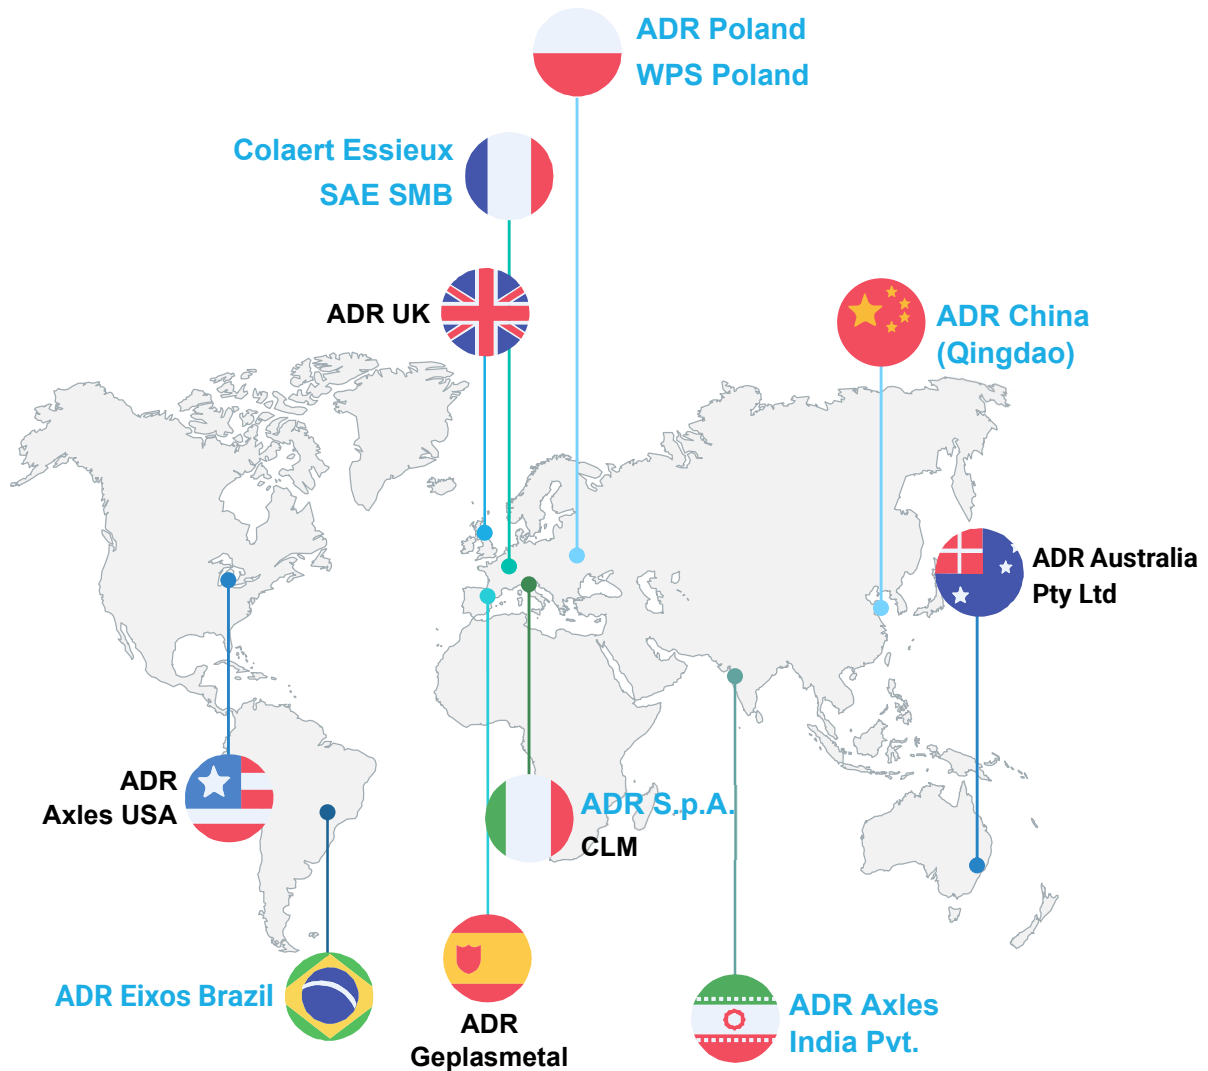 ADR Poland
WPS Poland
Colaert Essieux
SAE SMB
ADR UK
ADR China
(Qingdao)
ADR Australia
Pty Ltd
ADR
Axles USA
ADR S.p.A.
CLM
ADR Eixos Brazil
ADR
Geplasmetal
ADR Axles
India Pvt.